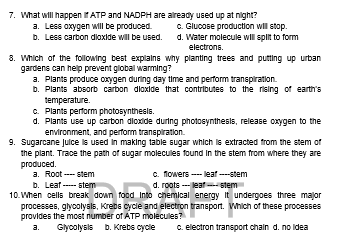 7. What will happen if ATP and NADPH are already used up at night?
a. Less oxygen will be produced. c. Glucose production will stop.
b. Less carbon dioxide will be used. d. Water molecule will split to form
electrons.
8. Which of the following best explains why planting trees and putting up urban
gardens can help prevent global warming?
a. Plants produce oxygen during day time and perform transpiration.
b. Plants absorb carbon dioxide that contributes to the rising of earth's
temperature.
c. Plants perform photosynthesis.
d. Plants use up carbon dioxide during photosynthesis, release oxygen to the
environment, and perform transpiration.
9. Sugarcane juice is used in making table sugar which is extracted from the stem of
the plant. Trace the path of sugar molecules found in the stem from where they are
produced.
a. Root ---- stem c. flowers ---- leaf ----stem
b. Leaf ----- stem d. roots --- leaf ---- stem
10. When cells break down food into chemical energy it undergoes three major
processes, glycolysis, Krebs cycle and electron transport. Which of these processes
provides the most number of ATP molecules?
a. Glycolysis b. Krebs cycle c. electron transport chain d. no idea
DRAFT